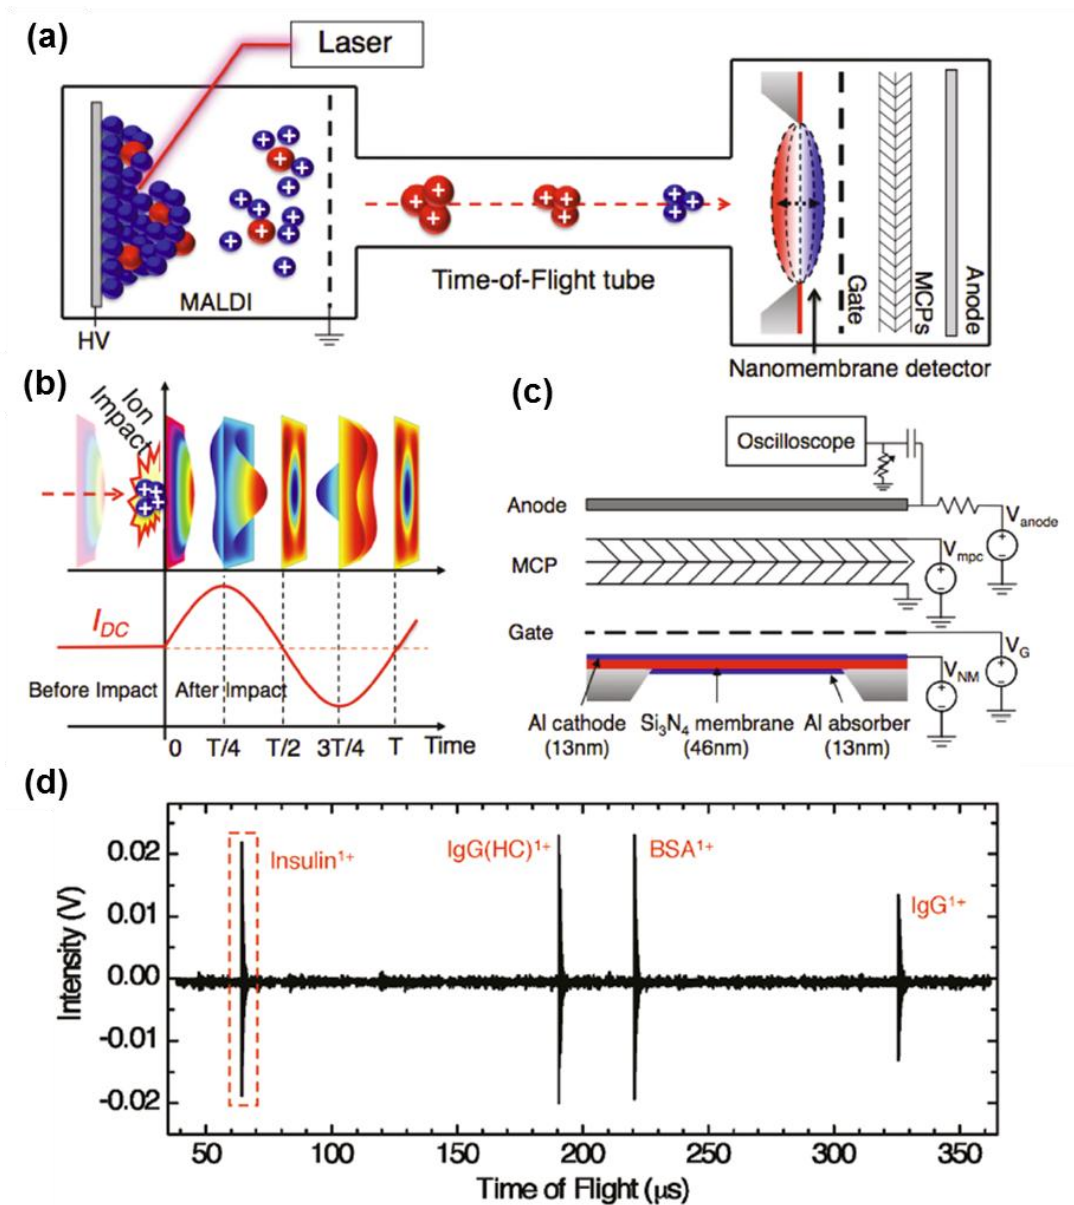 (a)
Laser
MALDI
HV
Time-of-Flight tube
Gate
MCPs
Anode
Nanomembrane detector
(b)
Ion
Impact
I_DC
Before Impact
After Impact
0 T/4 T/2 3T/4 T Time
(c)
Oscilloscope
Anode
V_anode
MCP
V_mpc
Gate
V_G
V_NM
Al cathode
(13nm)
Si₃N₄ membrane
(46nm)
Al absorber
(13nm)
(d)
Intensity (V)
0.02
0.01
0.00
-0.01
-0.02
Insulin¹⁺
IgG(HC)¹⁺
BSA¹⁺
IgG¹⁺
50 100 150 200 250 300 350
Time of Flight (μs)